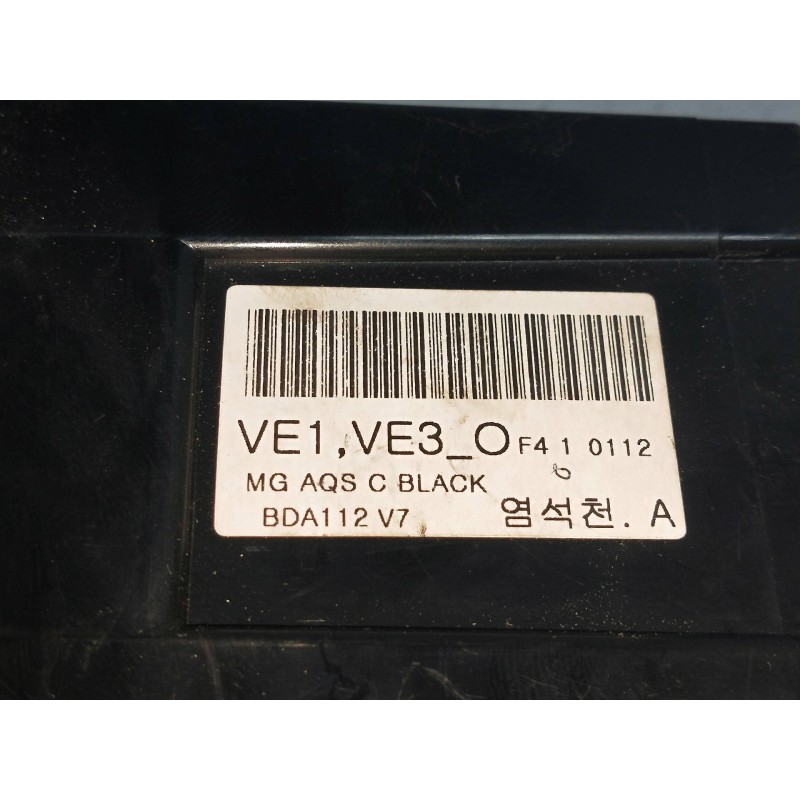 VE1,VE3_O F4 1 0112
MG AQS C BLACK
BDA112 V7 염석천. A